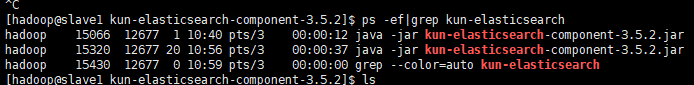 ^C
[hadoop@slave1 kun-elasticsearch-component-3.5.2]$ ps -ef|grep kun-elasticsearch
hadoop 15066 12677 1 10:40 pts/3 00:00:12 java -jar kun-elasticsearch-component-3.5.2.jar
hadoop 15320 12677 20 10:56 pts/3 00:00:37 java -jar kun-elasticsearch-component-3.5.2.jar
hadoop 15430 12677 0 10:59 pts/3 00:00:00 grep --color=auto kun-elasticsearch
[hadoop@slave1 kun-elasticsearch-component-3.5.2]$ ls